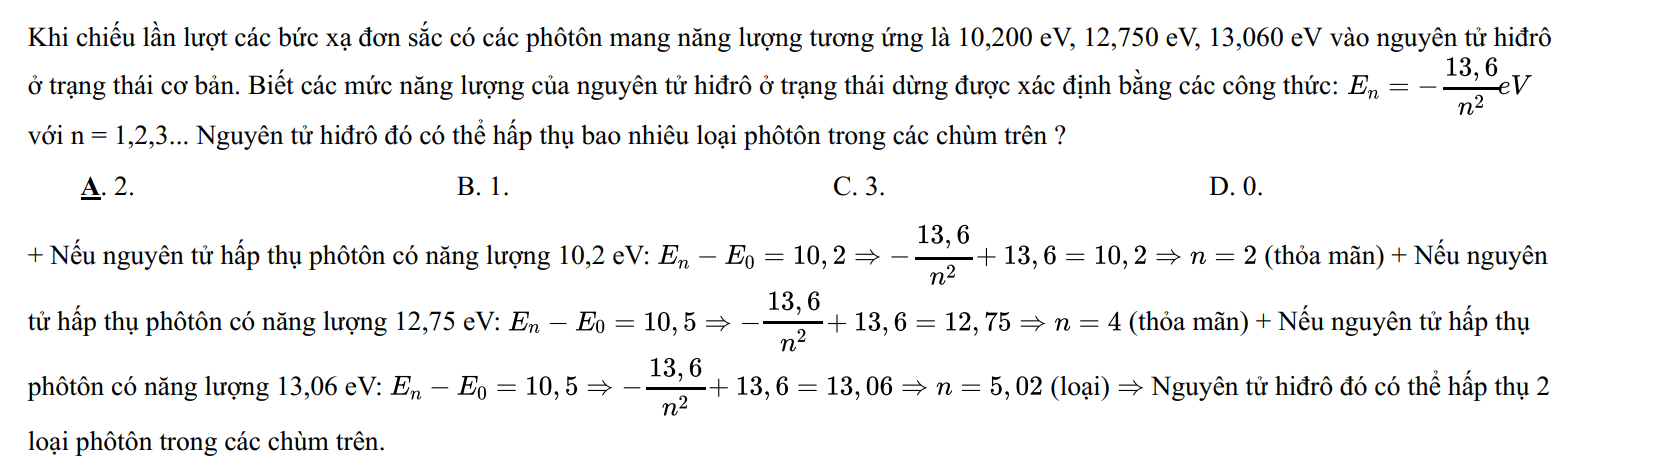 Khi chiếu lần lượt các bức xạ đơn sắc có các phôtôn mang năng lượng tương ứng là 10,200 eV, 12,750 eV, 13,060 eV vào nguyên tử hiđrô
ở trạng thái cơ bản. Biết các mức năng lượng của nguyên tử hiđrô ở trạng thái dừng được xác định bằng các công thức: $E_n = -\frac{13,6}{n^2}eV$
với n = 1,2,3... Nguyên tử hiđrô đó có thể hấp thụ bao nhiêu loại phôtôn trong các chùm trên ?
A. 2. B. 1. C. 3. D. 0.
+ Nếu nguyên tử hấp thụ phôtôn có năng lượng 10,2 eV: $E_n - E_0 = 10,2 \Rightarrow -\frac{13,6}{n^2} + 13,6 = 10,2 \Rightarrow n = 2$ (thỏa mãn) + Nếu nguyên
tử hấp thụ phôtôn có năng lượng 12,75 eV: $E_n - E_0 = 10,5 \Rightarrow -\frac{13,6}{n^2} + 13,6 = 12,75 \Rightarrow n = 4$ (thỏa mãn) + Nếu nguyên tử hấp thụ
phôtôn có năng lượng 13,06 eV: $E_n - E_0 = 10,5 \Rightarrow -\frac{13,6}{n^2} + 13,6 = 13,06 \Rightarrow n = 5,02$ (loại) ⇒ Nguyên tử hiđrô đó có thể hấp thụ 2
loại phôtôn trong các chùm trên.